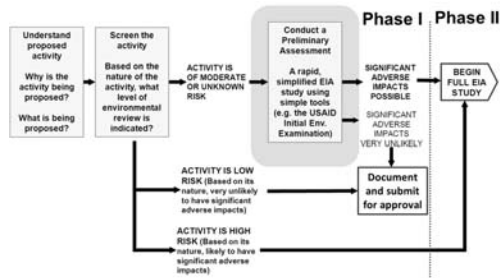 Phase I
Phase II
Understand
proposed
activity
Why is the
activity being
proposed?
What is being
proposed?
Screen the
activity
Based on the
nature of the
activity, what
level of
environmental
review is
indicated?
ACTIVITY IS
OF MODERATE
OR UNKNOWN
RISK
Conduct a
Preliminary
Assessment
A rapid,
simplified EIA
study using
simple tools
(e.g. the USAID
Initial Env.
Examination)
SIGNIFICANT
ADVERSE
IMPACTS
POSSIBLE
SIGNIFICANT
ADVERSE
IMPACTS
VERY UNLIKELY
BEGIN
FULL EIA
STUDY
ACTIVITY IS LOW
RISK (Based on its
nature, very unlikely
to have significant
adverse impacts)
Document
and submit
for approval
ACTIVITY IS HIGH
RISK (Based on its
nature, likely to have
significant adverse
impacts)